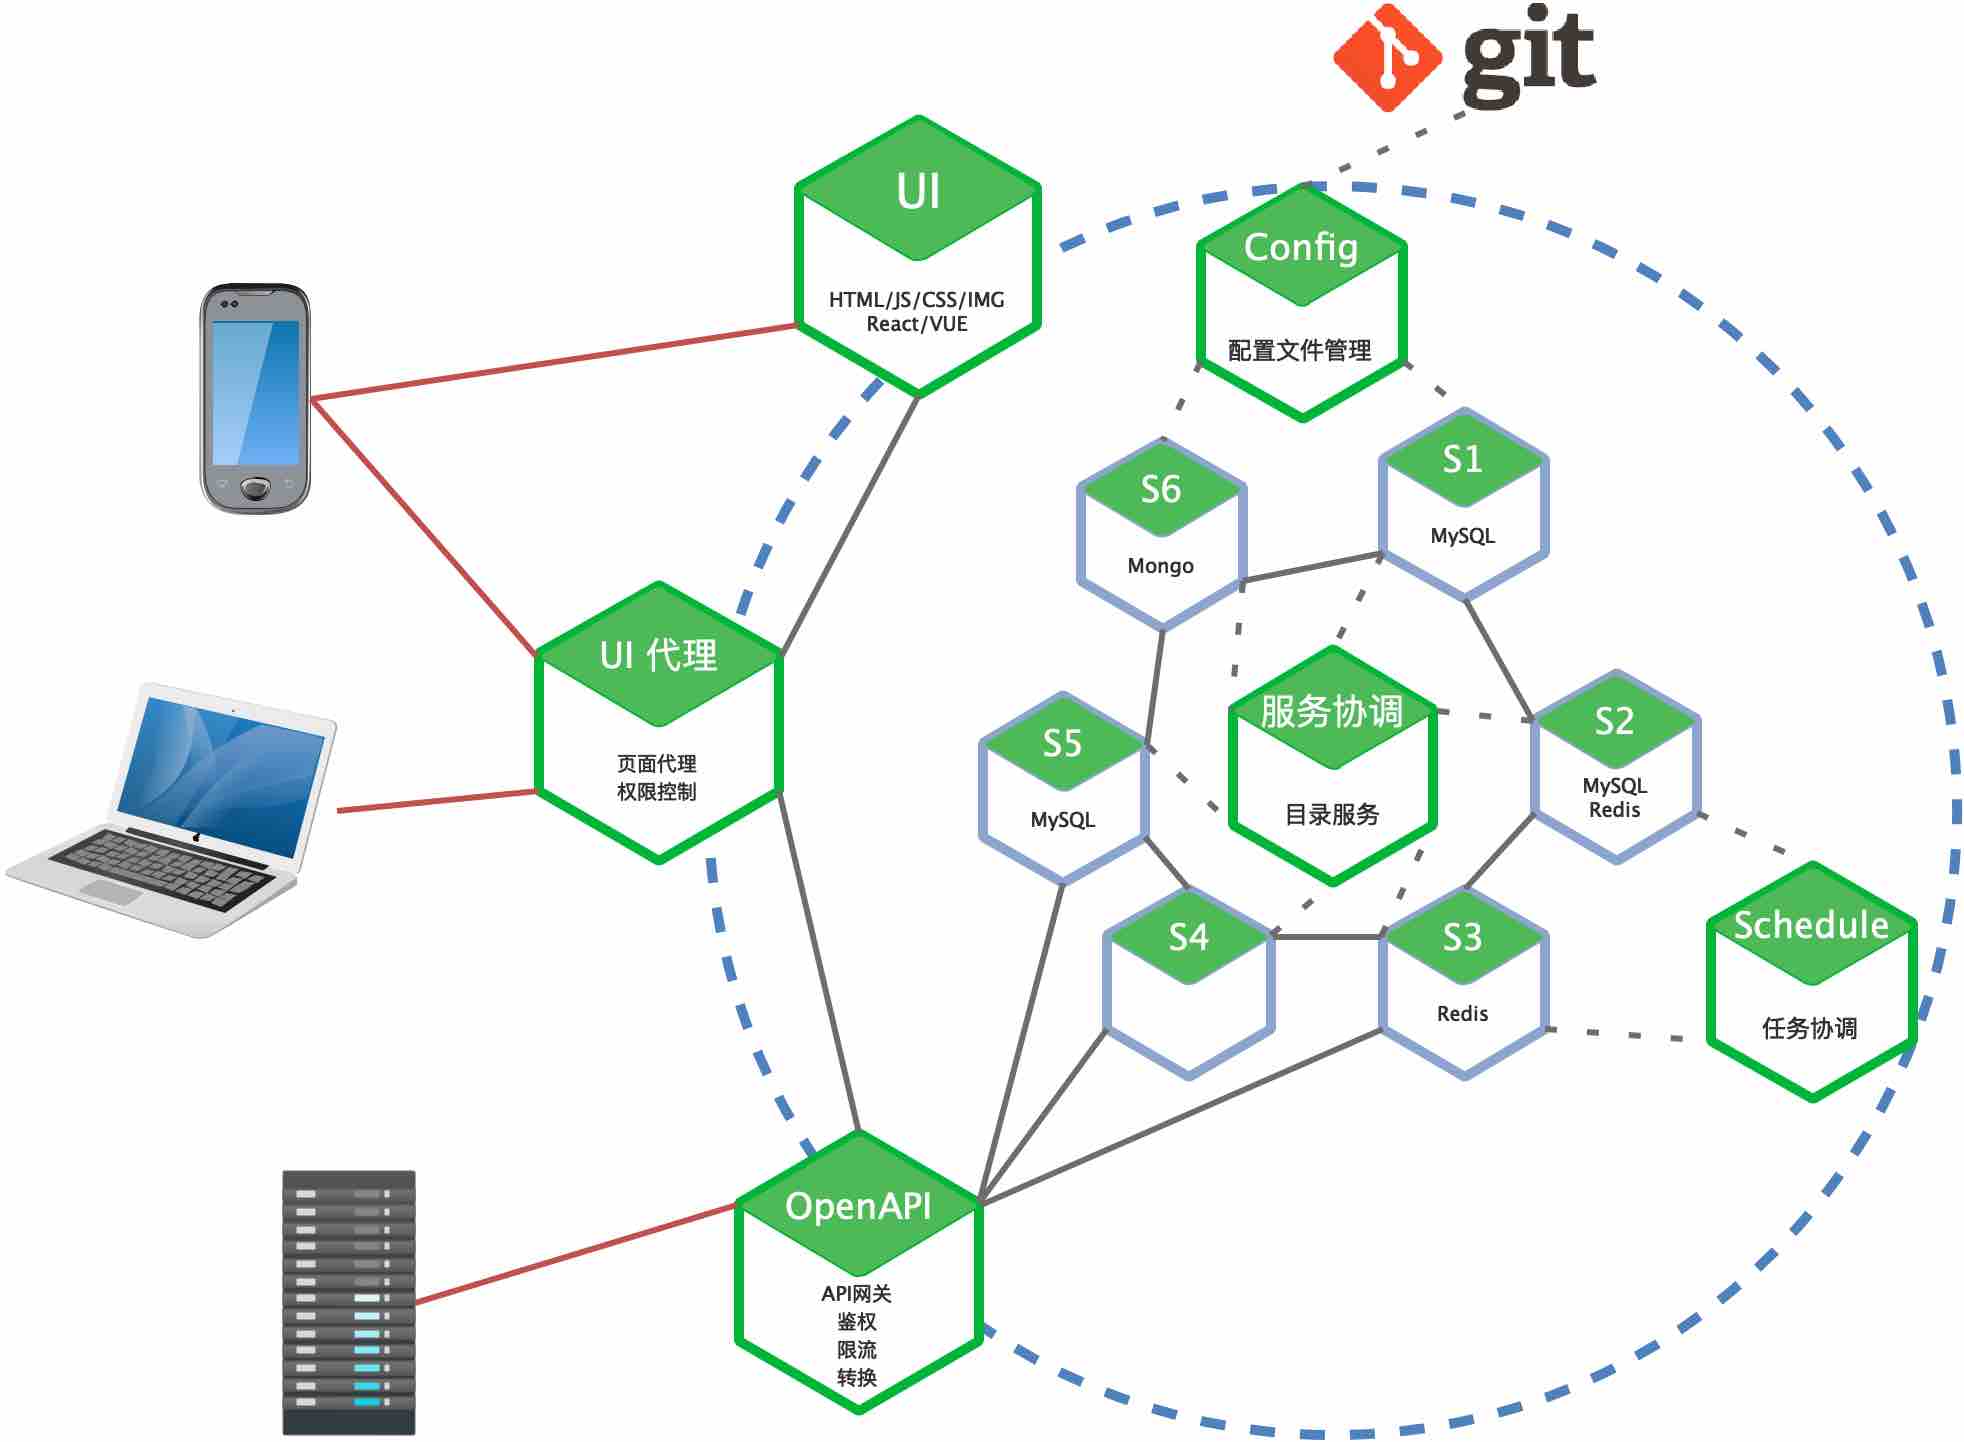 git
UI
HTML/JS/CSS/IMG
React/VUE
Config
配置文件管理
S1
MySQL
S6
Mongo
UI 代理
页面代理
权限控制
服务协调
目录服务
S2
MySQL
Redis
S5
MySQL
S4
S3
Redis
Schedule
任务协调
OpenAPI
API网关
鉴权
限流
转换